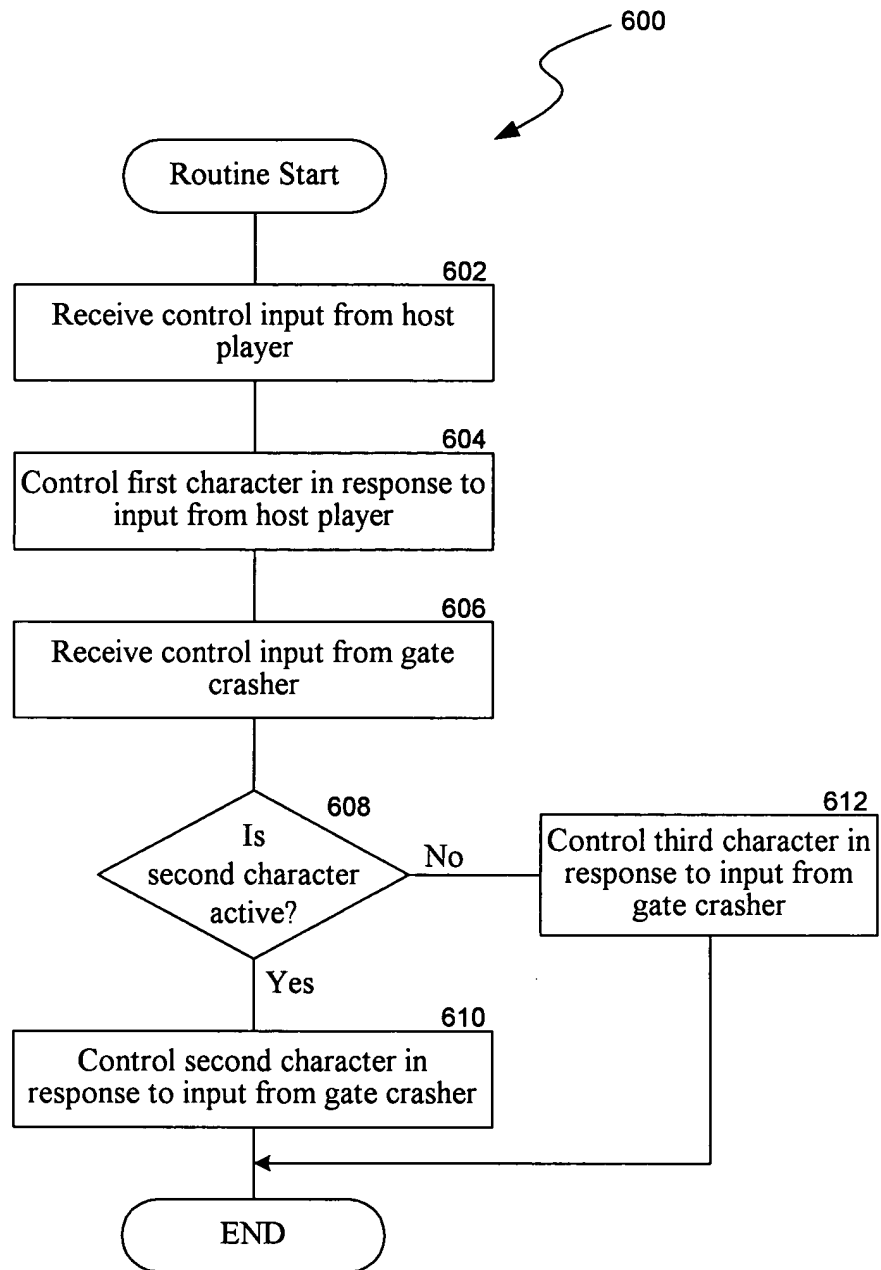 600
Routine Start
602
Receive control input from host
player
604
Control first character in response to
input from host player
606
Receive control input from gate
crasher
608
Is
second character
active?
No
Yes
612
Control third character in
response to input from
gate crasher
610
Control second character in
response to input from gate crasher
END